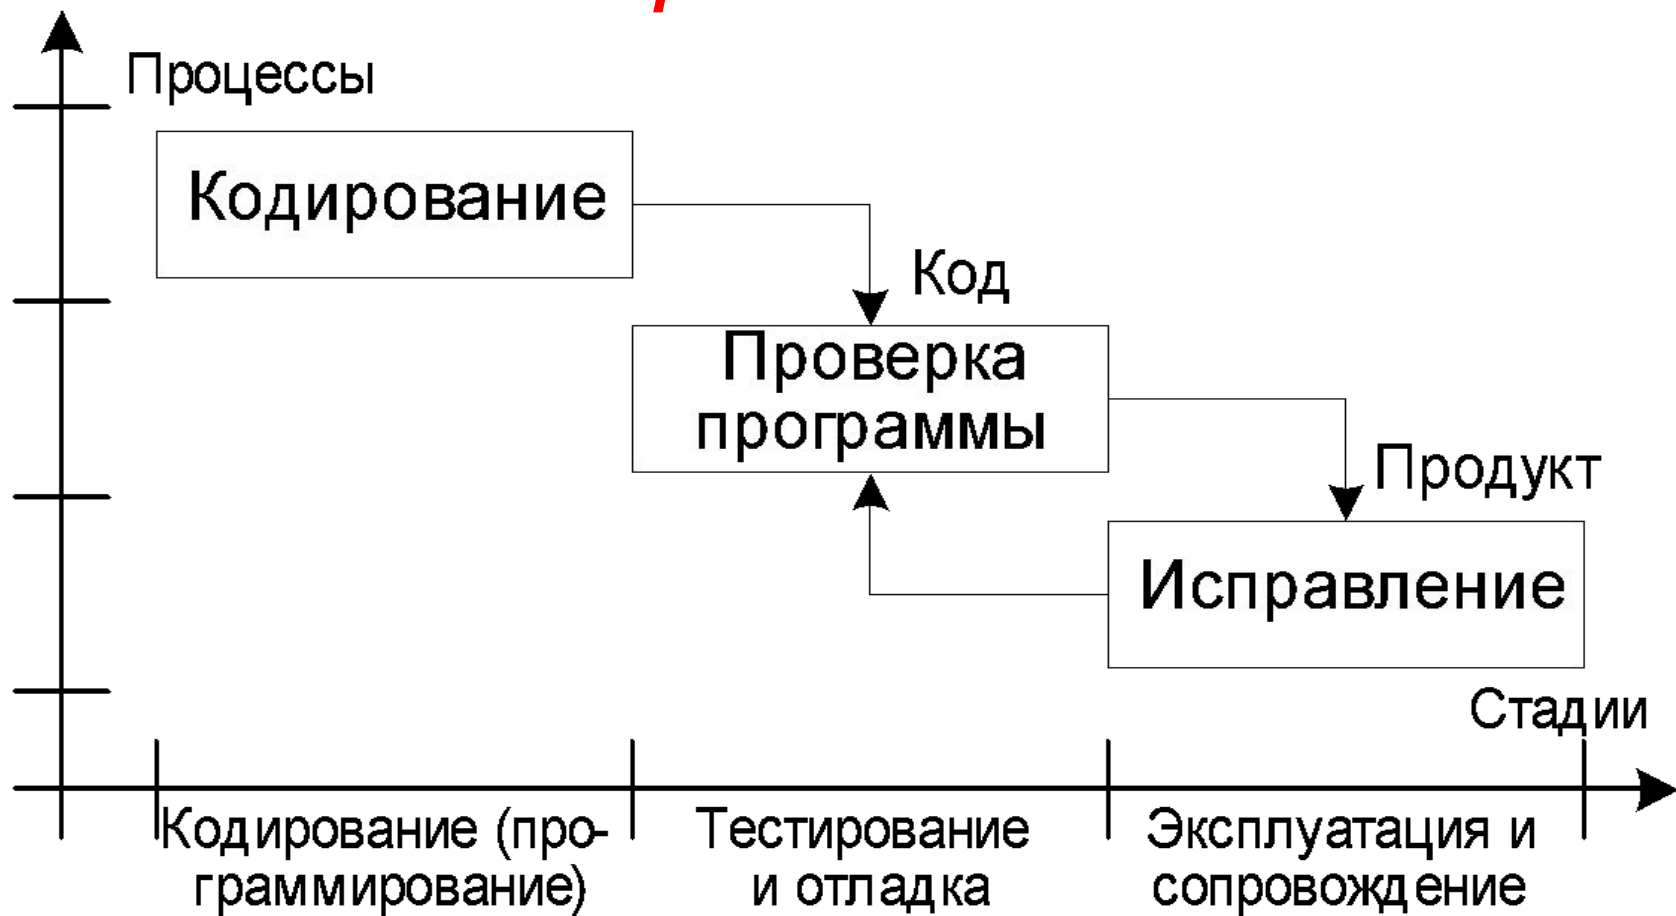 Процессы
Кодирование
Код
Проверка
программы
Продукт
Исправление
Стадии
Кодирование (про-
граммирование)
Тестирование
и отладка
Эксплуатация и
сопровождение